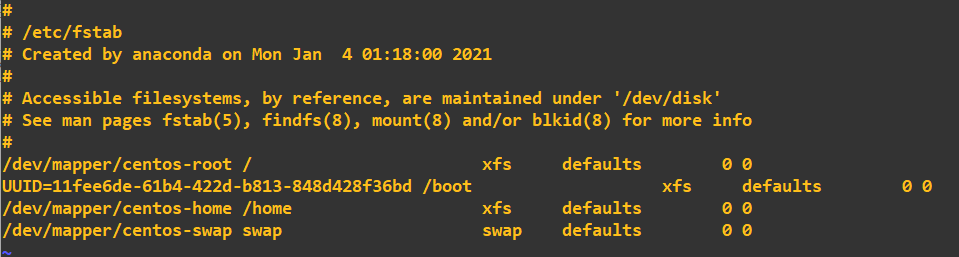 #
# /etc/fstab
# Created by anaconda on Mon Jan  4 01:18:00 2021
#
# Accessible filesystems, by reference, are maintained under '/dev/disk'
# See man pages fstab(5), findfs(8), mount(8) and/or blkid(8) for more info
#
/dev/mapper/centos-root /                       xfs     defaults        0 0
UUID=11fee6de-61b4-422d-b813-848d428f36bd /boot                   xfs     defaults        0 0
/dev/mapper/centos-home /home                   xfs     defaults        0 0
/dev/mapper/centos-swap swap                    swap    defaults        0 0
~